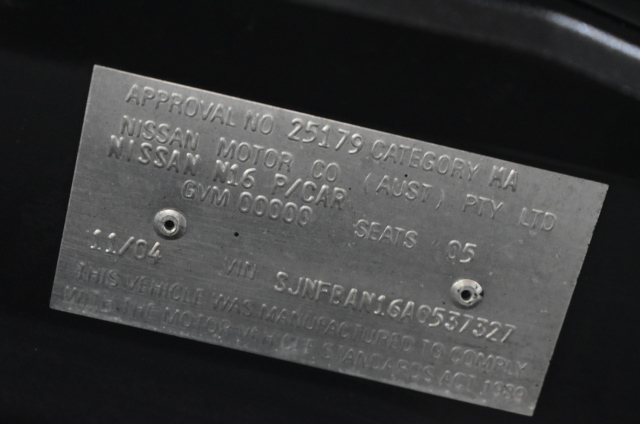 APPROVAL NO 25179 CATEGORY MA
NISSAN MOTOR CO (AUST) PTY LTD
NISSAN N16 P/CAR
GVM 00000 SEATS 05
11/04 VIN SJNFBAN16A0537327
THIS VEHICLE WAS MANUFACTURED TO COMPLY
WITH THE MOTOR VEHICLE STANDARDS ACT 1989